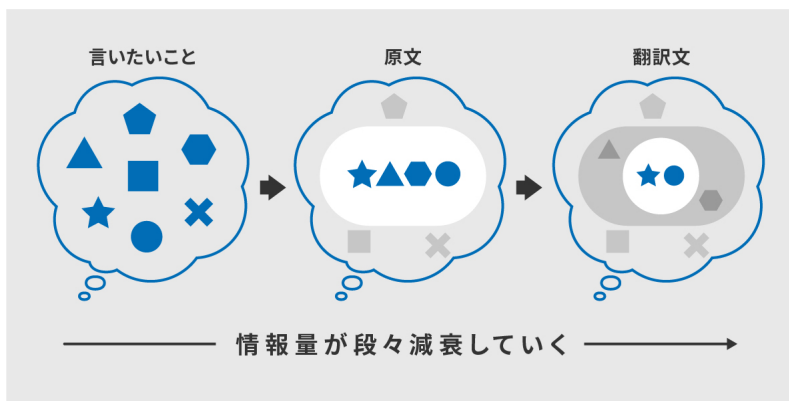 言いたいこと
原文
翻訳文
情報量が段々減衰していく